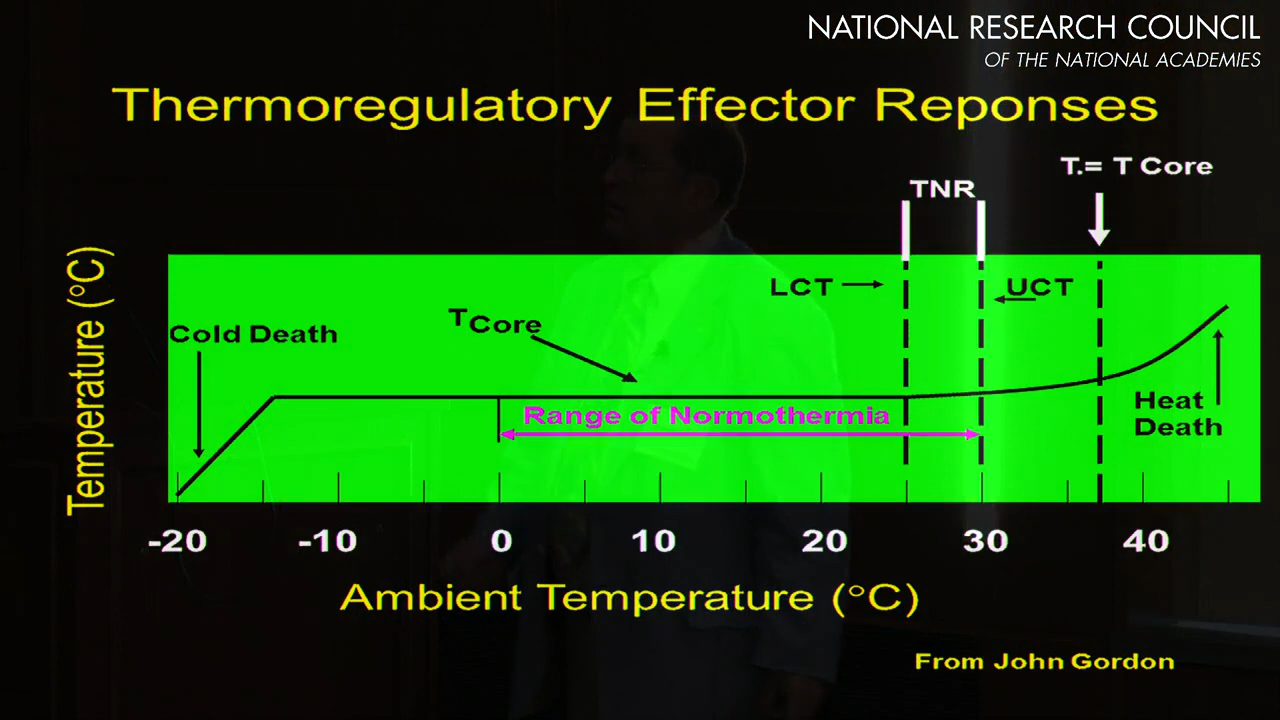 NATIONAL RESEARCH COUNCIL
OF THE NATIONAL ACADEMIES
Thermoregulatory Effector Reponses
T.= T Core
TNR
LCT
UCT
TCore
Cold Death
Range of Normothermia
Heat
Death
Temperature (°C)
-20 -10 0 10 20 30 40
Ambient Temperature (°C)
From John Gordon